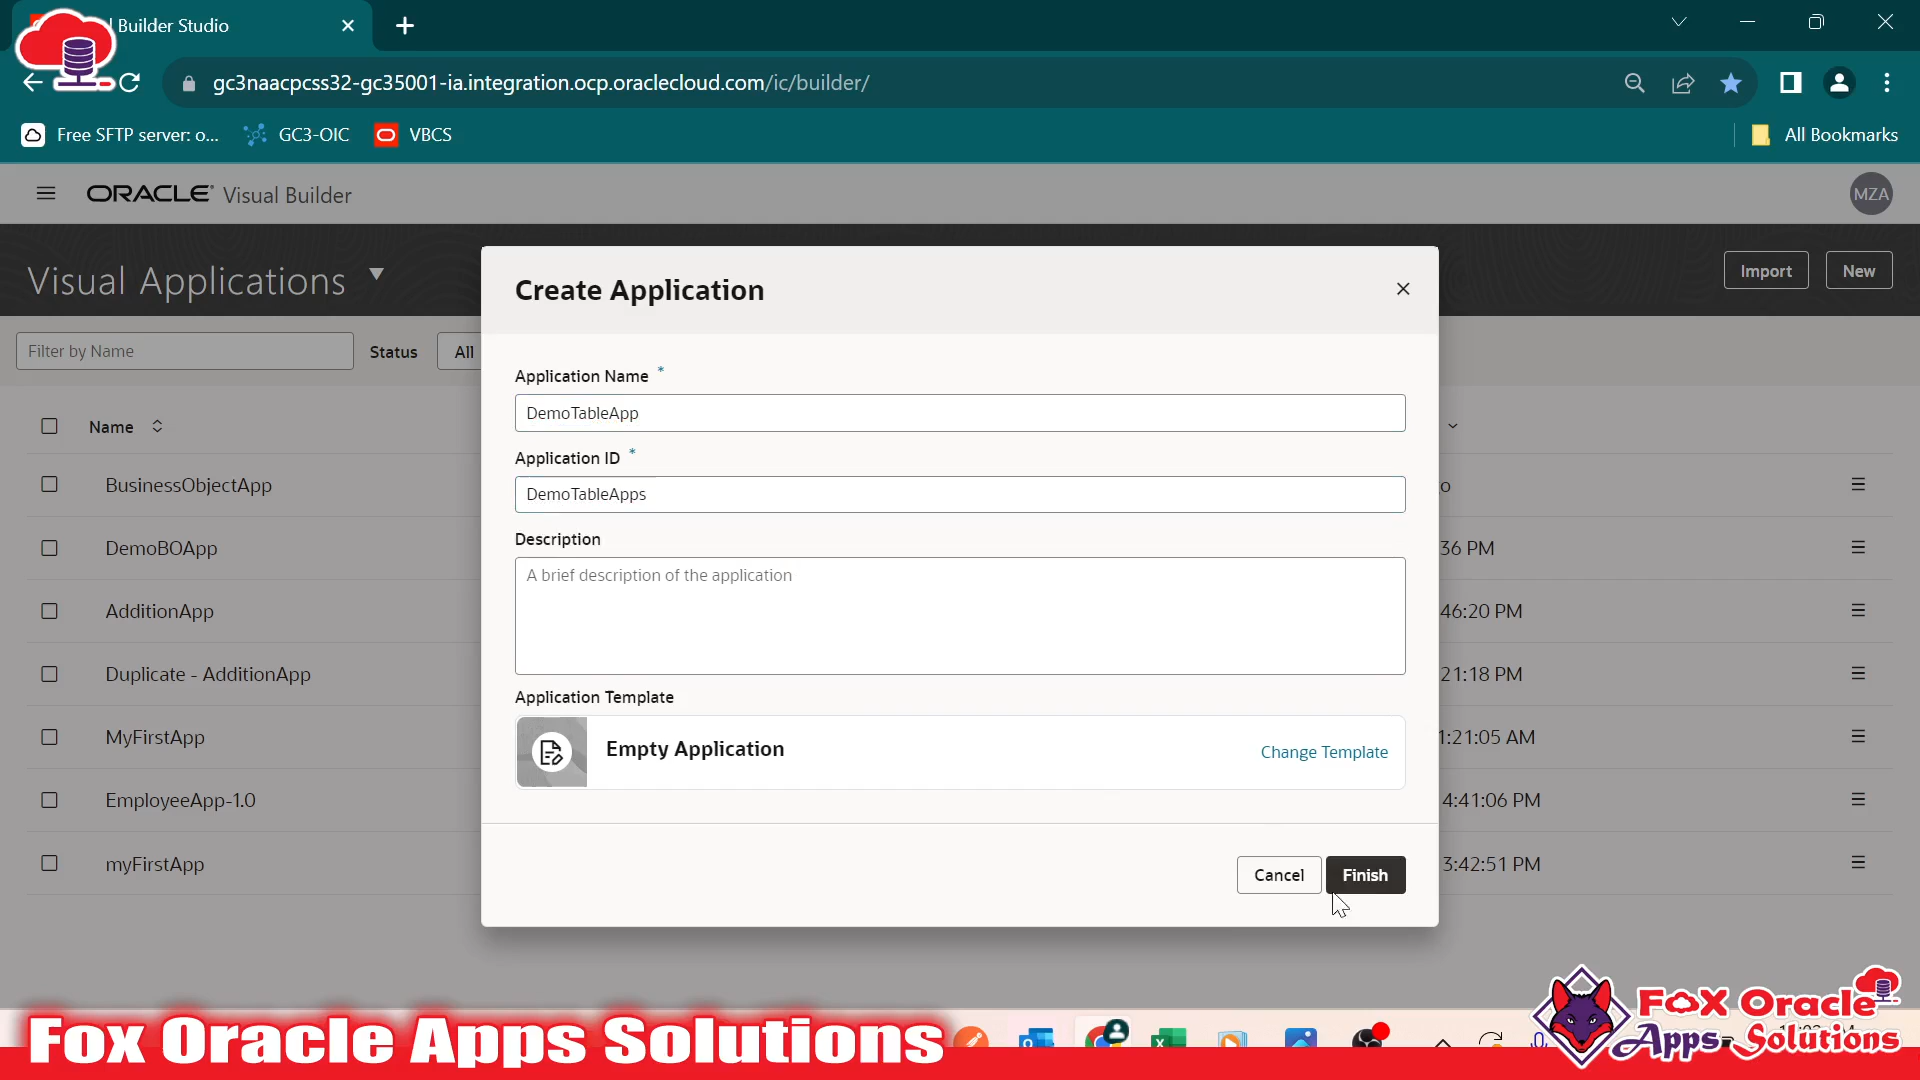 Builder Studio
gc3naacpcss32-gc35001-ia.integration.ocp.oraclecloud.com/ic/builder/
Free SFTP server: o...
GC3-OIC
VBCS
All Bookmarks
ORACLE Visual Builder
MZA
Visual Applications
Import
New
Filter by Name
Status
All
Create Application
Application Name *
DemoTableApp
Application ID *
DemoTableApps
Description
A brief description of the application
Application Template
Empty Application
Change Template
Cancel
Finish
Name
BusinessObjectApp
o
DemoBOApp
36 PM
AdditionApp
46:20 PM
Duplicate - AdditionApp
21:18 PM
MyFirstApp
1:21:05 AM
EmployeeApp-1.0
4:41:06 PM
myFirstApp
3:42:51 PM
Fox Oracle Apps Solutions
Fox Oracle
Apps Solutions